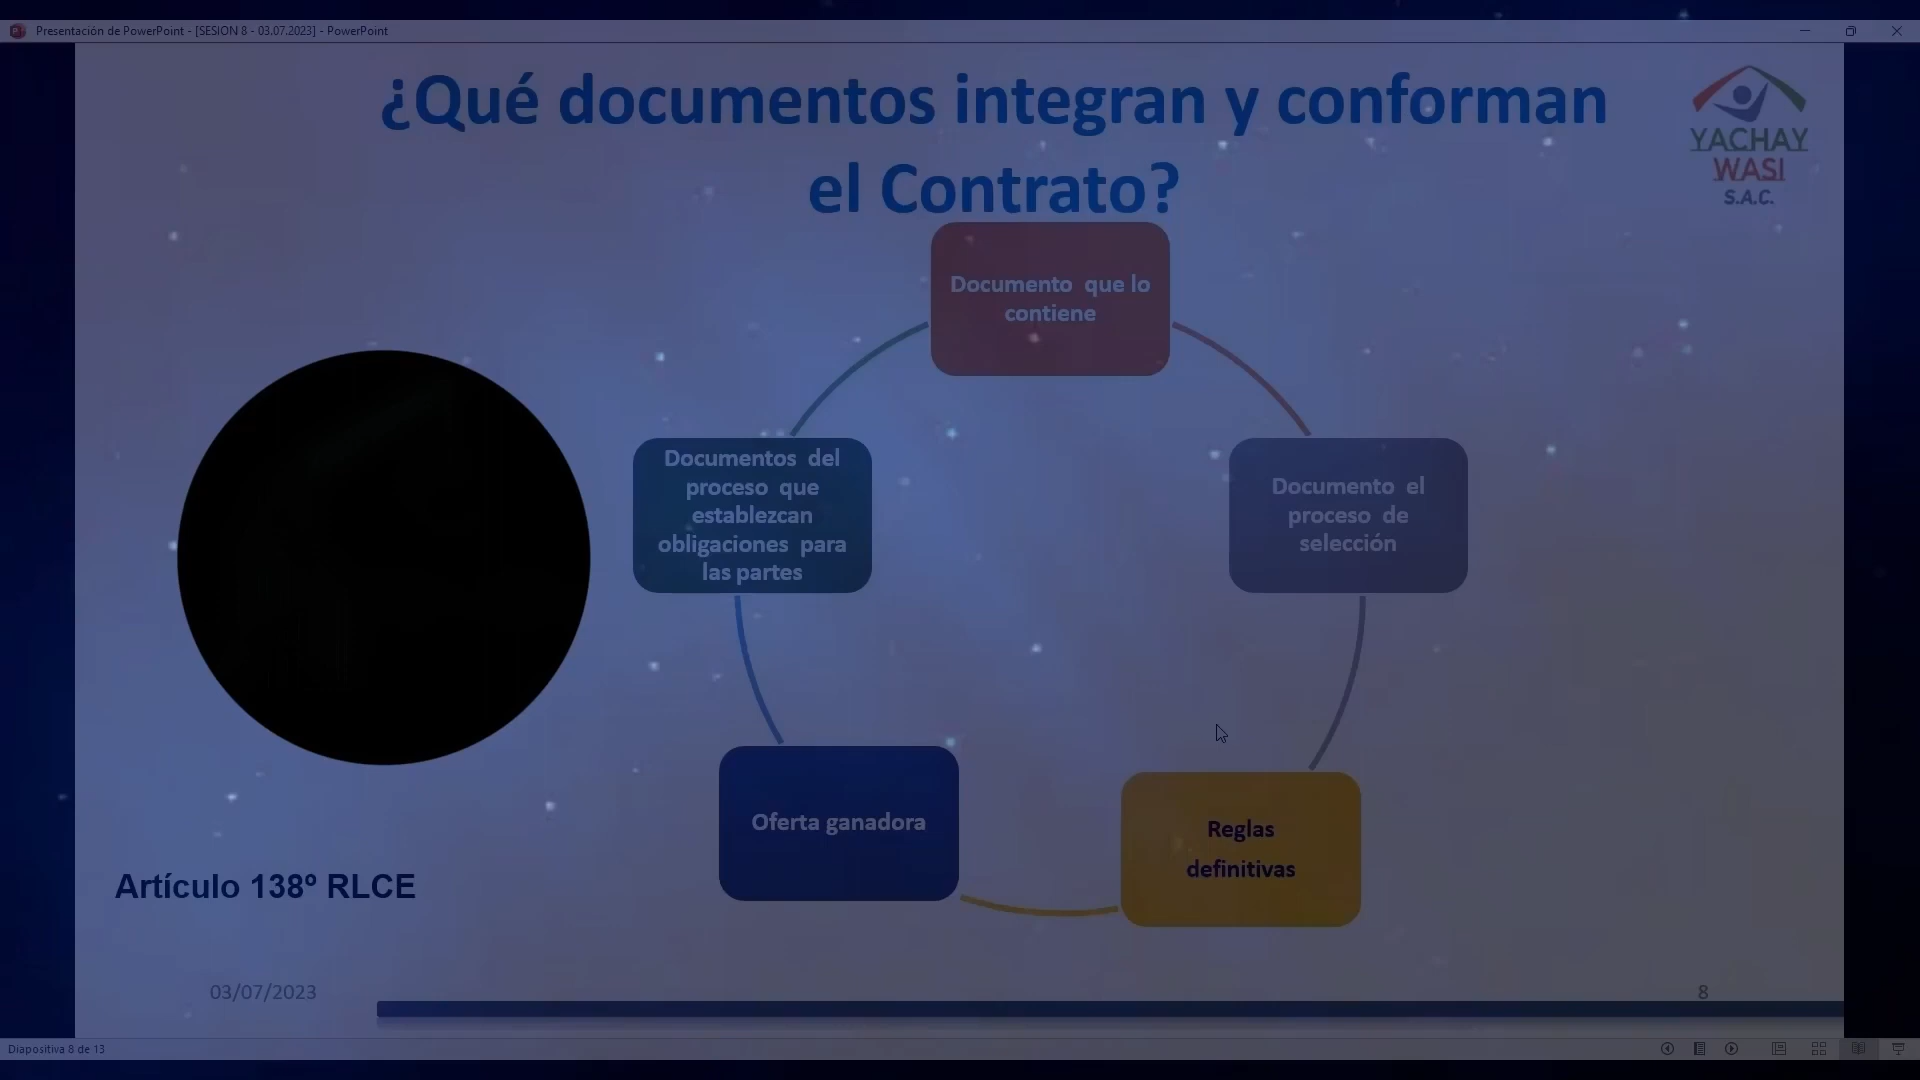 Presentación de PowerPoint - [SESION 8 - 03.07.2023] - PowerPoint
¿Qué documentos integran y conforman
el Contrato?
YACHAY
WASI
S.A.C.
Documento que lo
contiene
Documentos del
proceso que
establezcan
obligaciones para
las partes
Documento el
proceso de
selección
Oferta ganadora
Reglas
definitivas
Artículo 138º RLCE
03/07/2023
8
Diapositiva 8 de 13